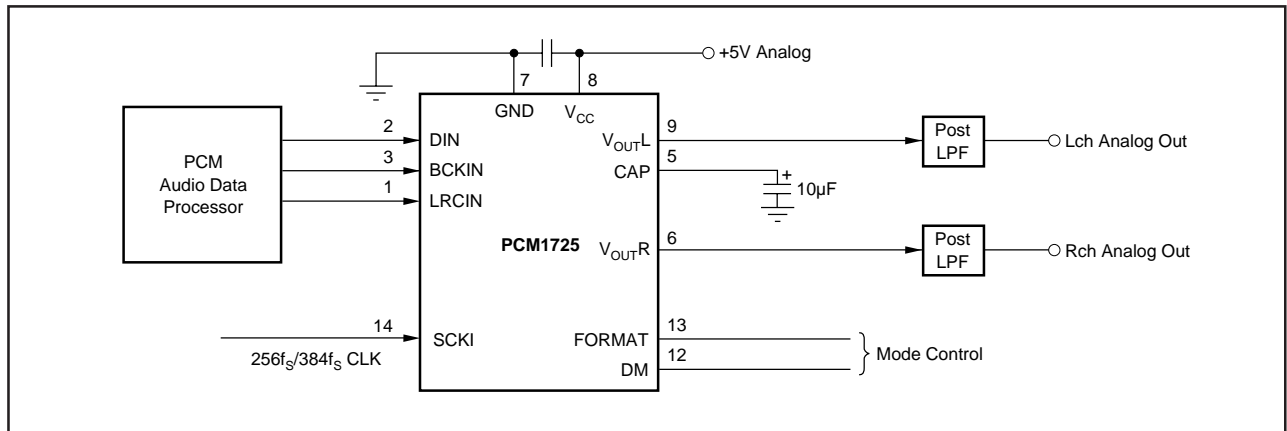 +5V Analog
7
8
GND
VCC
PCM
Audio Data
Processor
2
DIN
3
BCKIN
1
LRCIN
VOUTL
9
Post
LPF
Lch Analog Out
CAP
5
+
10µF
PCM1725
VOUTR
6
Post
LPF
Rch Analog Out
14
SCKI
256fS/384fS CLK
FORMAT
13
DM
12
Mode Control